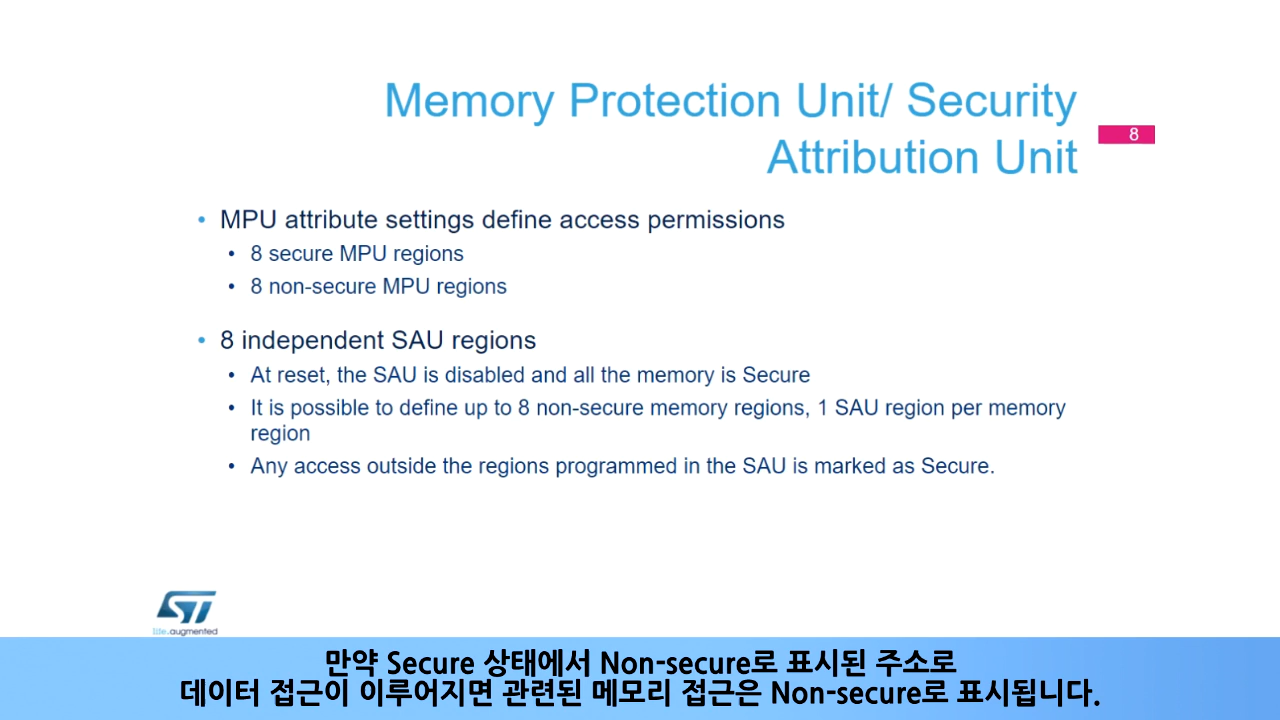 Memory Protection Unit/ Security
Attribution Unit
8
• MPU attribute settings define access permissions
• 8 secure MPU regions
• 8 non-secure MPU regions
• 8 independent SAU regions
• At reset, the SAU is disabled and all the memory is Secure
• It is possible to define up to 8 non-secure memory regions, 1 SAU region per memory
region
• Any access outside the regions programmed in the SAU is marked as Secure.
ST
life.augmented
만약 Secure 상태에서 Non-secure로 표시된 주소로
데이터 접근이 이루어지면 관련된 메모리 접근은 Non-secure로 표시됩니다.